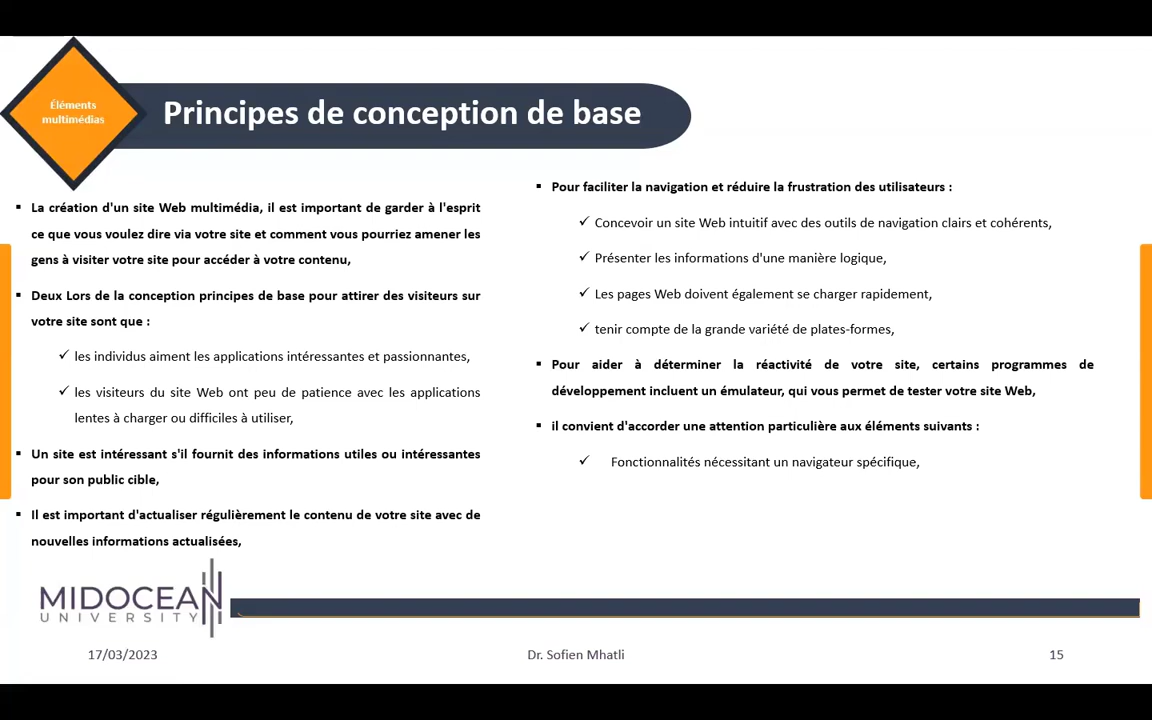 Éléments
multimédias
Principes de conception de base
▪ La création d'un site Web multimédia, il est important de garder à l'esprit
ce que vous voulez dire via votre site et comment vous pourriez amener les
gens à visiter votre site pour accéder à votre contenu,
▪ Deux Lors de la conception principes de base pour attirer des visiteurs sur
votre site sont que :
✓ les individus aiment les applications intéressantes et passionnantes,
✓ les visiteurs du site Web ont peu de patience avec les applications
lentes à charger ou difficiles à utiliser,
▪ Un site est intéressant s'il fournit des informations utiles ou intéressantes
pour son public cible,
▪ Il est important d'actualiser régulièrement le contenu de votre site avec de
nouvelles informations actualisées,
▪ Pour faciliter la navigation et réduire la frustration des utilisateurs :
✓ Concevoir un site Web intuitif avec des outils de navigation clairs et cohérents,
✓ Présenter les informations d'une manière logique,
✓ Les pages Web doivent également se charger rapidement,
✓ tenir compte de la grande variété de plates-formes,
▪ Pour aider à déterminer la réactivité de votre site, certains programmes de
développement incluent un émulateur, qui vous permet de tester votre site Web,
▪ il convient d'accorder une attention particulière aux éléments suivants :
✓ Fonctionnalités nécessitant un navigateur spécifique,
MIDOCEAN
UNIVERSITY
17/03/2023
Dr. Sofien Mhatli
15